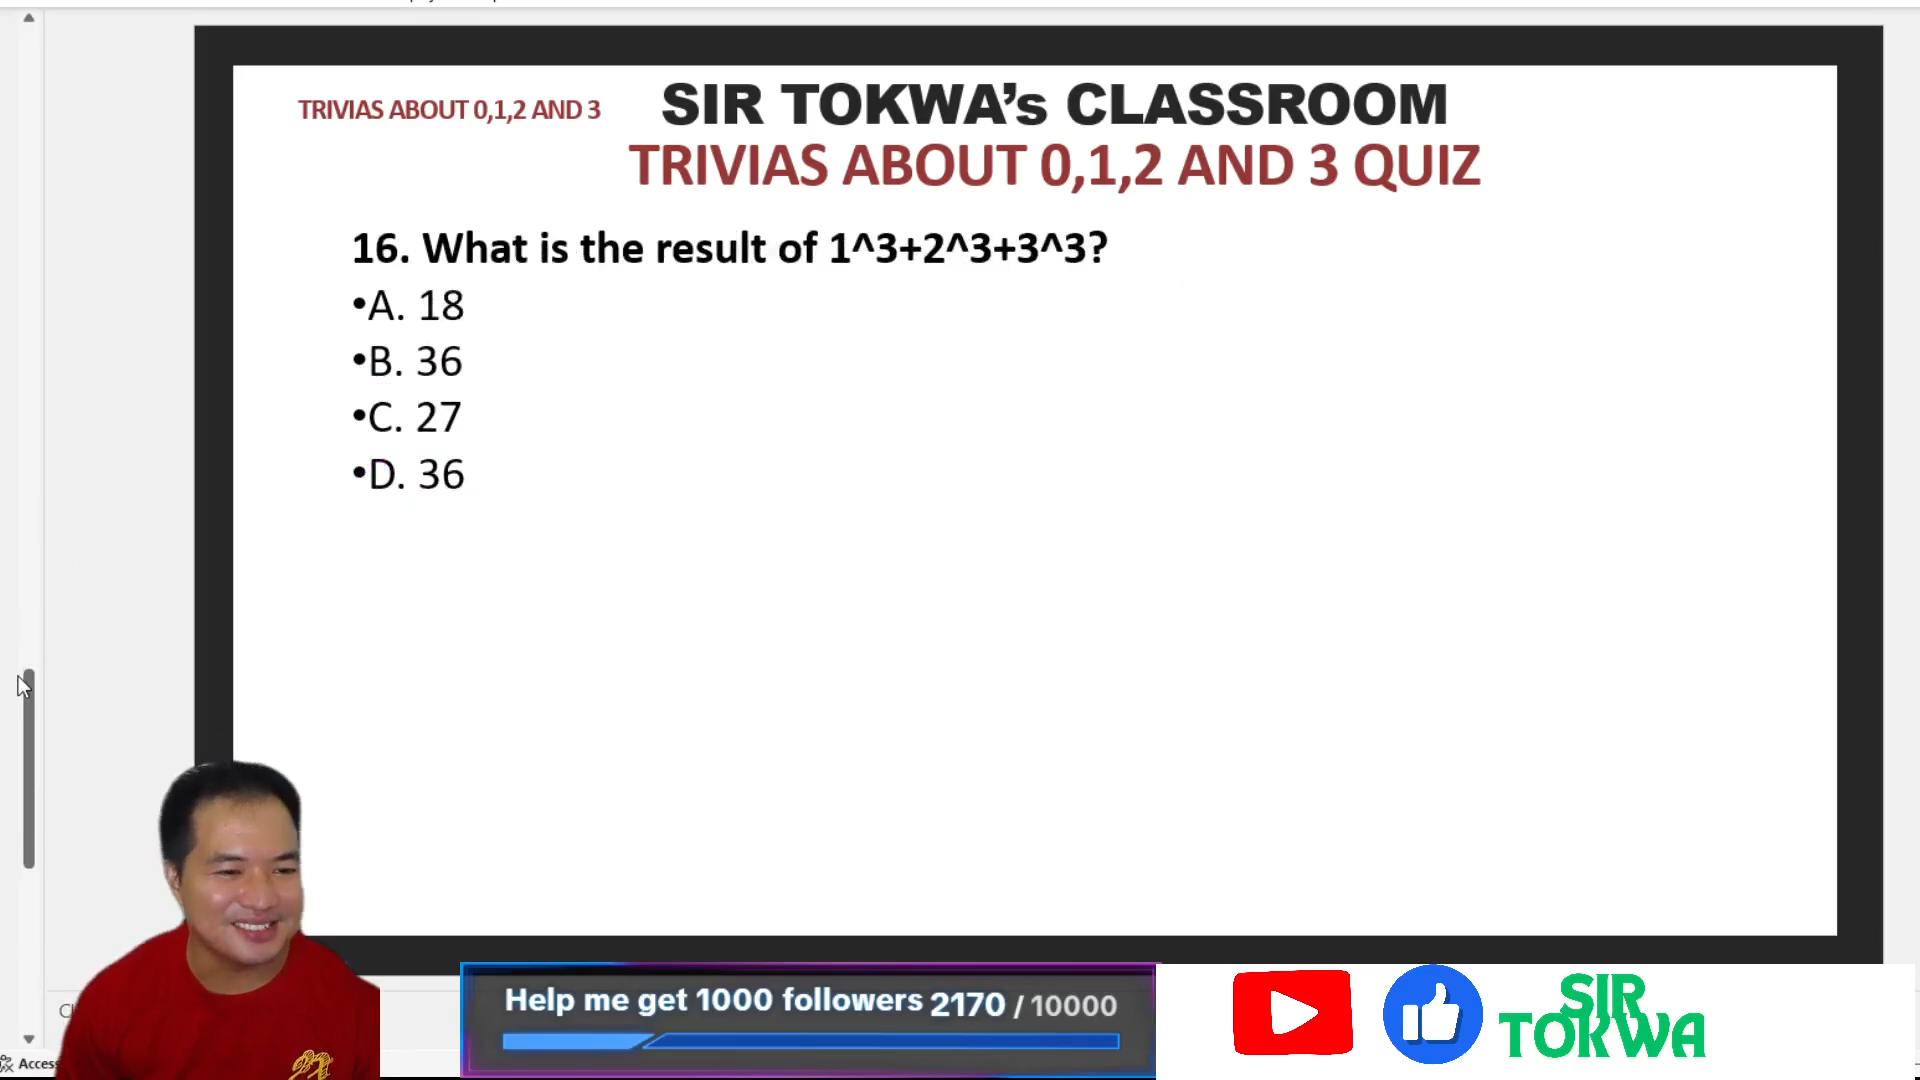 TRIVIAS ABOUT 0,1,2 AND 3
SIR TOKWA’s CLASSROOM
TRIVIAS ABOUT 0,1,2 AND 3 QUIZ
16. What is the result of 1^3+2^3+3^3?
•A. 18
•B. 36
•C. 27
•D. 36
Help me get 1000 followers 2170 / 10000
SIR
TOKWA